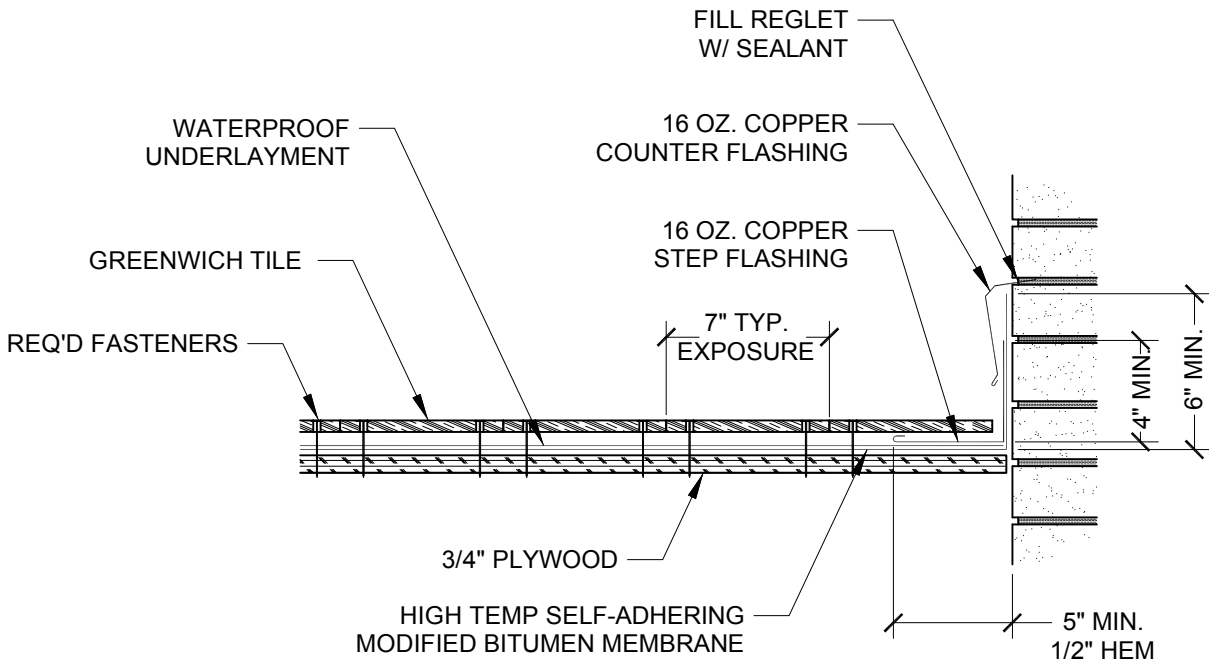 FILL REGLET
W/ SEALANT
WATERPROOF
UNDERLAYMENT
16 OZ. COPPER
COUNTER FLASHING
GREENWICH TILE
16 OZ. COPPER
STEP FLASHING
REQ'D FASTENERS
7" TYP.
EXPOSURE
4" MIN.
6" MIN.
3/4" PLYWOOD
HIGH TEMP SELF-ADHERING
MODIFIED BITUMEN MEMBRANE
5" MIN.
1/2" HEM